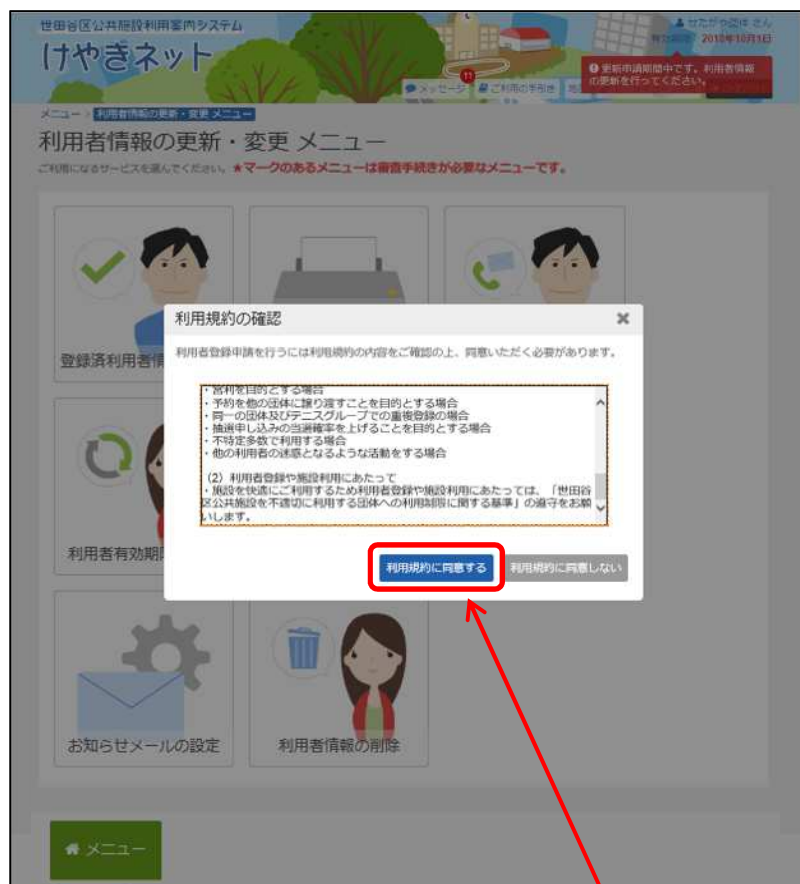 世田谷区公共施設利用案内システム
けやきネット
せたがや団体 さん
2018年10月1日
更新申請期間中です。利用者情報
の更新を行ってください。
11
メッセージ
ご利用の手引き
メニュー > 利用者情報の更新・変更 メニュー
利用者情報の更新・変更 メニュー
ご利用になるサービスを選んでください。★マークのあるメニューは審査手続きが必要なメニューです。
登録済利用者情
利用規約の確認
利用者登録申請を行うには利用規約の内容をご確認の上、同意いただく必要があります。
・営利を目的とする場合
・予約を他の団体に譲り渡すことを目的とする場合
・同一の団体及びテニスグループでの重複登録の場合
・抽選申し込みの当選確率を上げることを目的とする場合
・不特定多数で利用する場合
・他の利用者の迷惑となるような活動をする場合
(2)利用者登録や施設利用にあたって
・施設を快適にご利用するため利用者登録や施設利用にあたっては、「世田谷
区公共施設を不適切に利用する団体への利用制限に関する基準」の遵守をお願
いします。
利用規約に同意する
利用規約に同意しない
利用者有効期
お知らせメールの設定
利用者情報の削除
メニュー